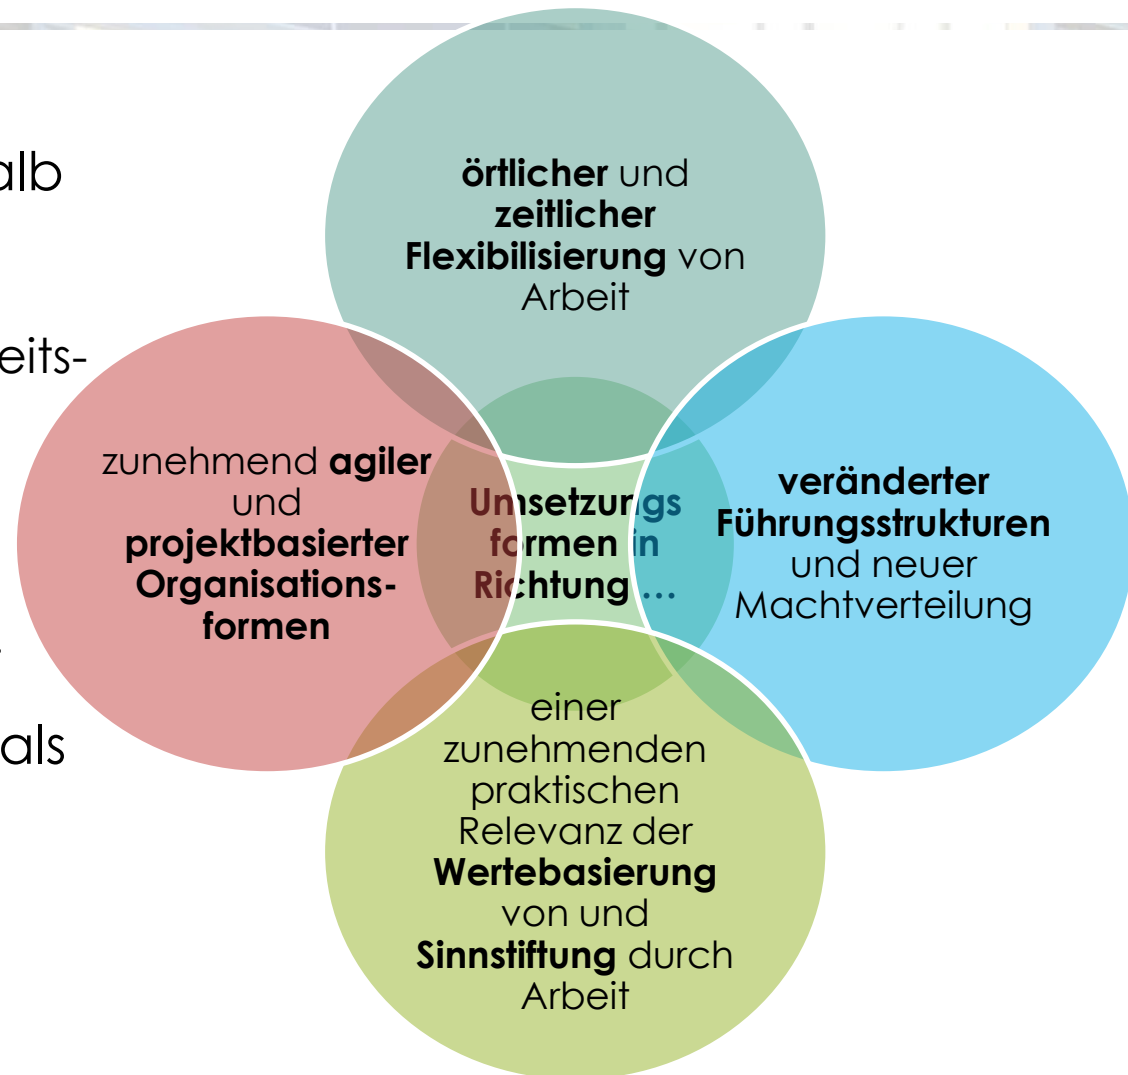 alb
eits-
als
örtlicher und
zeitlicher
Flexibilisierung von
Arbeit
zunehmend agiler
und
projektbasierter
Organisations-
formen
Umsetzungs
formen in
Richtung …
veränderter
Führungsstrukturen
und neuer
Machtverteilung
einer
zunehmenden
praktischen
Relevanz der
Wertebasierung
von und
Sinnstiftung durch
Arbeit